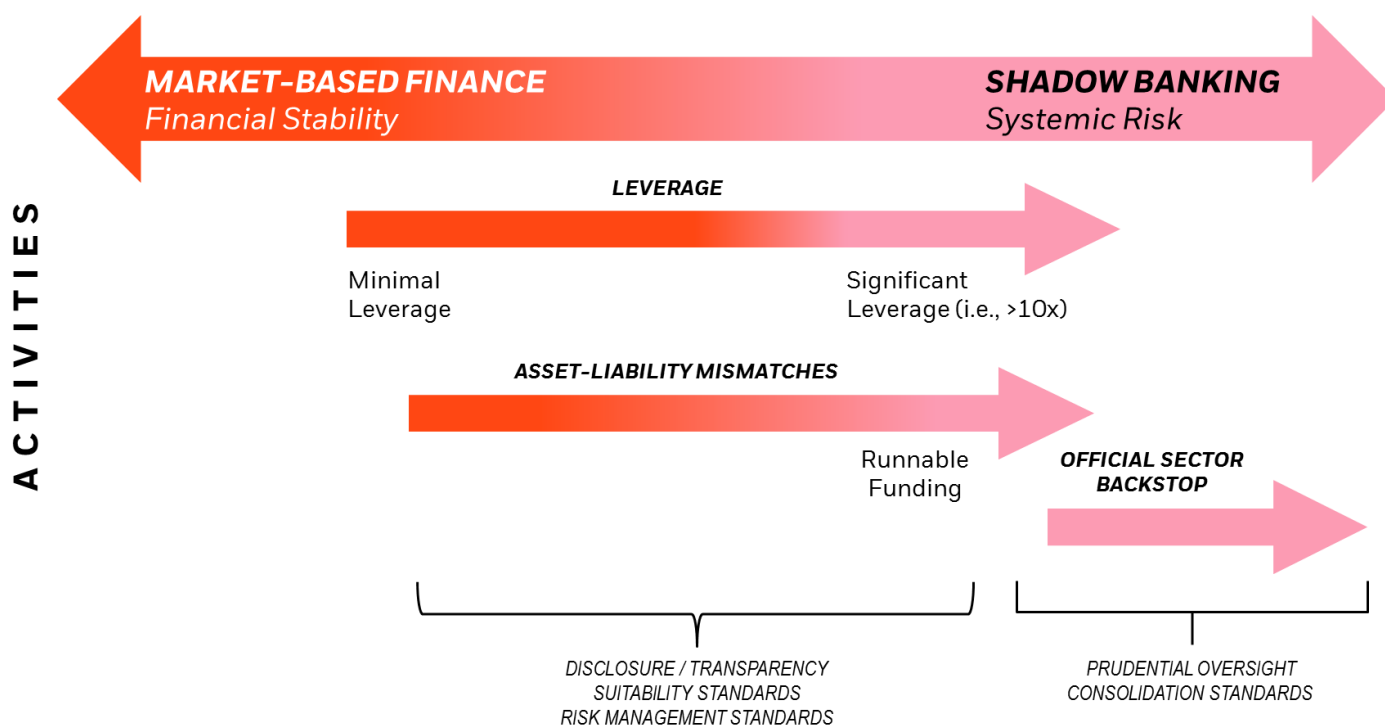 MARKET-BASED FINANCE
Financial Stability
SHADOW BANKING
Systemic Risk
ACTIVITIES
LEVERAGE
Minimal
Leverage
Significant
Leverage (i.e., >10x)
ASSET-LIABILITY MISMATCHES
Runnable
Funding
OFFICIAL SECTOR
BACKSTOP
DISCLOSURE / TRANSPARENCY
SUITABILITY STANDARDS
RISK MANAGEMENT STANDARDS
PRUDENTIAL OVERSIGHT
CONSOLIDATION STANDARDS